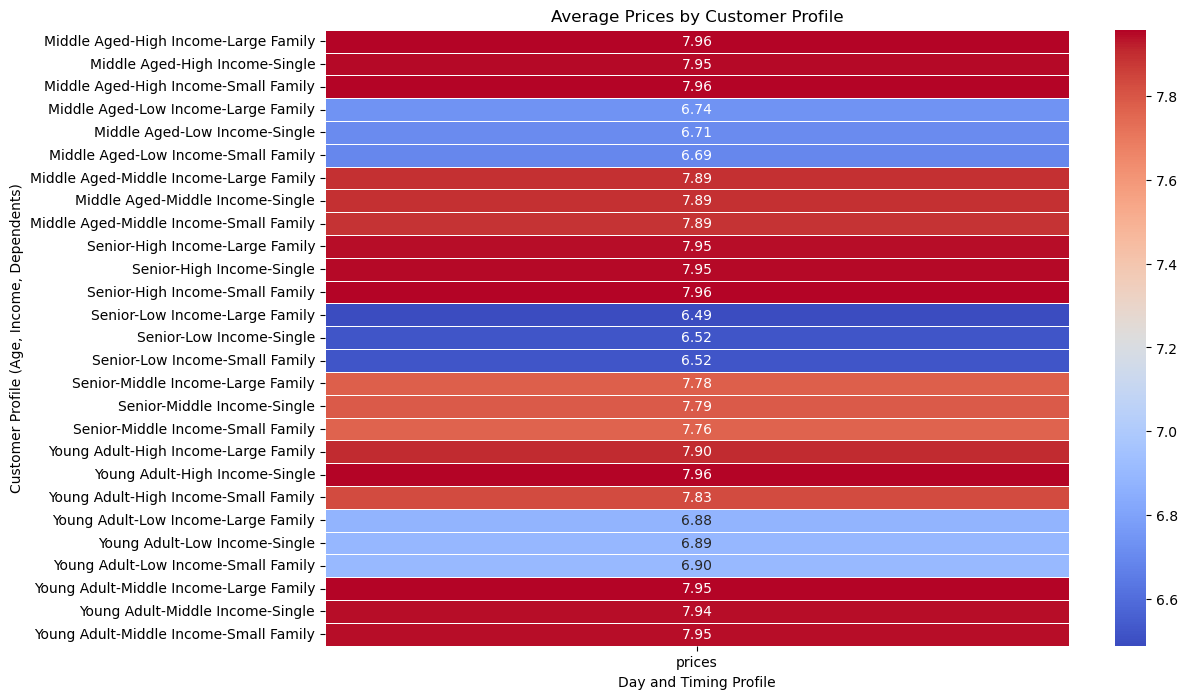 Average Prices by Customer Profile
Customer Profile (Age, Income, Dependents)
Middle Aged-High Income-Large Family 7.96
Middle Aged-High Income-Single 7.95
Middle Aged-High Income-Small Family 7.96
Middle Aged-Low Income-Large Family 6.74
Middle Aged-Low Income-Single 6.71
Middle Aged-Low Income-Small Family 6.69
Middle Aged-Middle Income-Large Family 7.89
Middle Aged-Middle Income-Single 7.89
Middle Aged-Middle Income-Small Family 7.89
Senior-High Income-Large Family 7.95
Senior-High Income-Single 7.95
Senior-High Income-Small Family 7.96
Senior-Low Income-Large Family 6.49
Senior-Low Income-Single 6.52
Senior-Low Income-Small Family 6.52
Senior-Middle Income-Large Family 7.78
Senior-Middle Income-Single 7.79
Senior-Middle Income-Small Family 7.76
Young Adult-High Income-Large Family 7.90
Young Adult-High Income-Single 7.96
Young Adult-High Income-Small Family 7.83
Young Adult-Low Income-Large Family 6.88
Young Adult-Low Income-Single 6.89
Young Adult-Low Income-Small Family 6.90
Young Adult-Middle Income-Large Family 7.95
Young Adult-Middle Income-Single 7.94
Young Adult-Middle Income-Small Family 7.95
prices
Day and Timing Profile
7.8
7.6
7.4
7.2
7.0
6.8
6.6